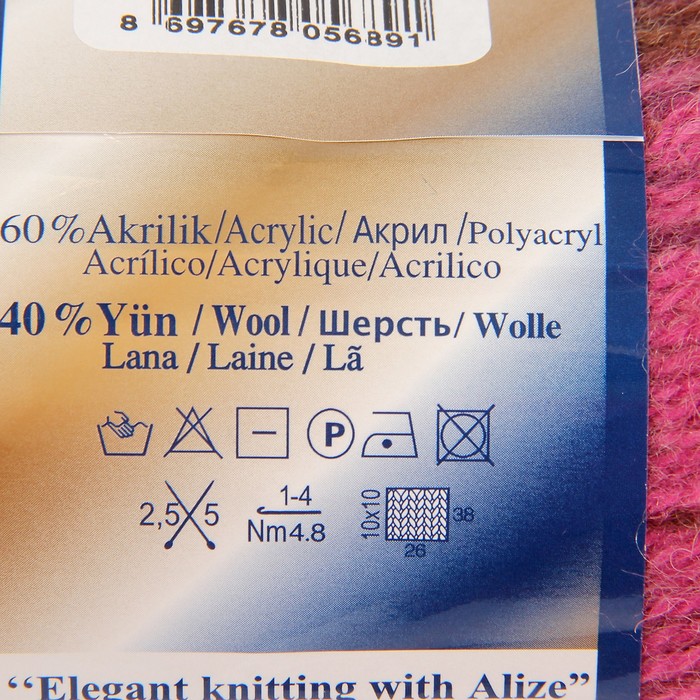 8 697678 056891
60%Akrilik/Acrylic/Акрил/Polyacryl
Acrílico/Acrylique/Acrilico
40%Yün/Wool/Шерсть/Wolle
Lana/Laine/Lã
P
2,5 5 1-4 10x10 38
Nm4.8 26
“Elegant knitting with Alize”